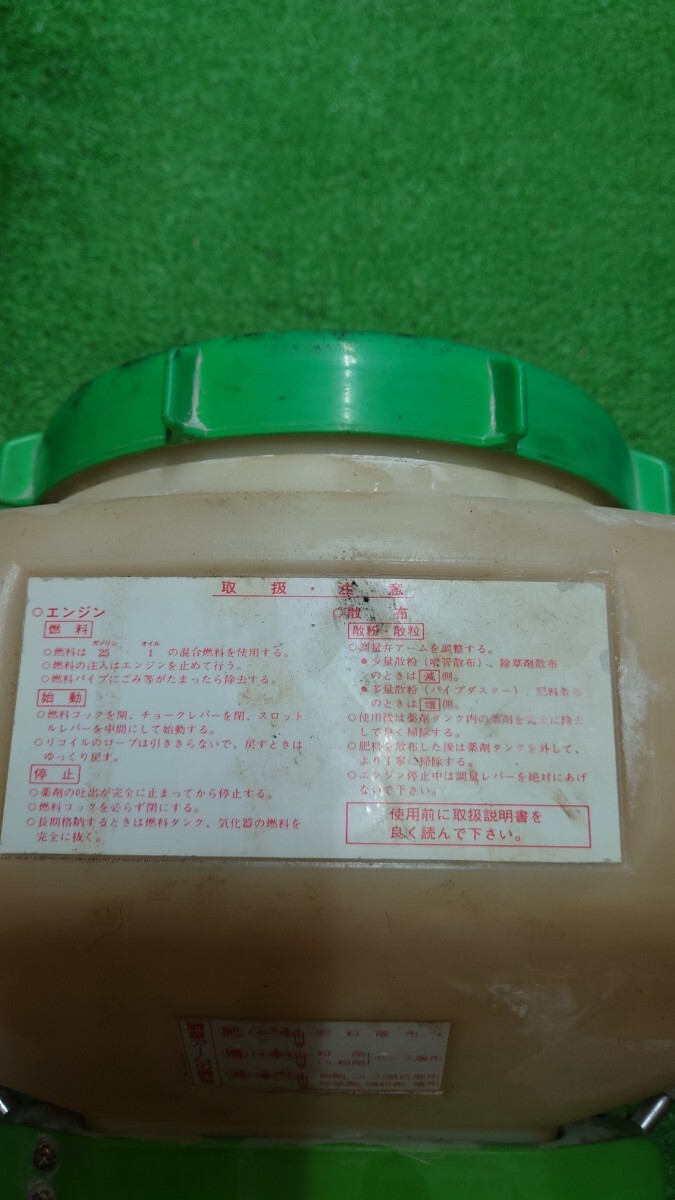 取扱・注意
○エンジン
燃料
ガソリン オイル
○燃料は 25 : 1 の混合燃料を使用する。
○燃料の注入はエンジンを止めて行う。
○燃料パイプにごみ等がたまったら除去する。
始動
○燃料コックを開、チョークレバーを閉、スロット
ルレバーを中間にして始動する。
○リコイルのロープは引ききらないで、戻すときは
ゆっくり戻す。
停止
○薬剤の吐出が完全に止まってから停止する。
○燃料コックを必らず閉にする。
○長期格納するときは燃料タンク、気化器の燃料を
完全に抜く。
○散布
散粉・散粒
○調量弁アームを調整する。
●少量散粉（噴管散布）、除草剤散布
のときは 減 側。
●多量散粉（パイプダスター）、肥料散布
のときは 増 側。
○使用後は薬剤タンク内の薬剤を完全に除去
して良く掃除する。
○肥料を散布した後は薬剤タンクを外して、
より丁寧に掃除する。
○エンジン停止中は調量レバーを絶対にあげ
ないで下さい。
使用前に取扱説明書を
良く読んで下さい。
肥料散布